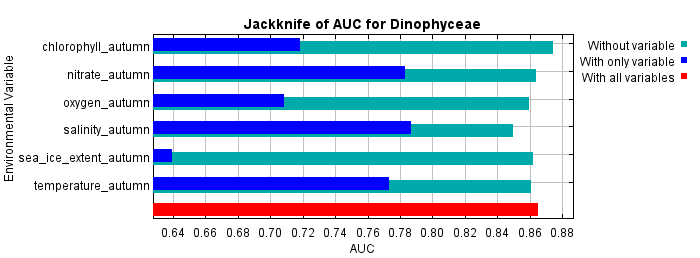 Jackknife of AUC for Dinophyceae
Environmental Variable
chlorophyll_autumn
nitrate_autumn
oxygen_autumn
salinity_autumn
sea_ice_extent_autumn
temperature_autumn
0.64 0.66 0.68 0.70 0.72 0.74 0.76 0.78 0.80 0.82 0.84 0.86 0.88
AUC
Without variable
With only variable
With all variables